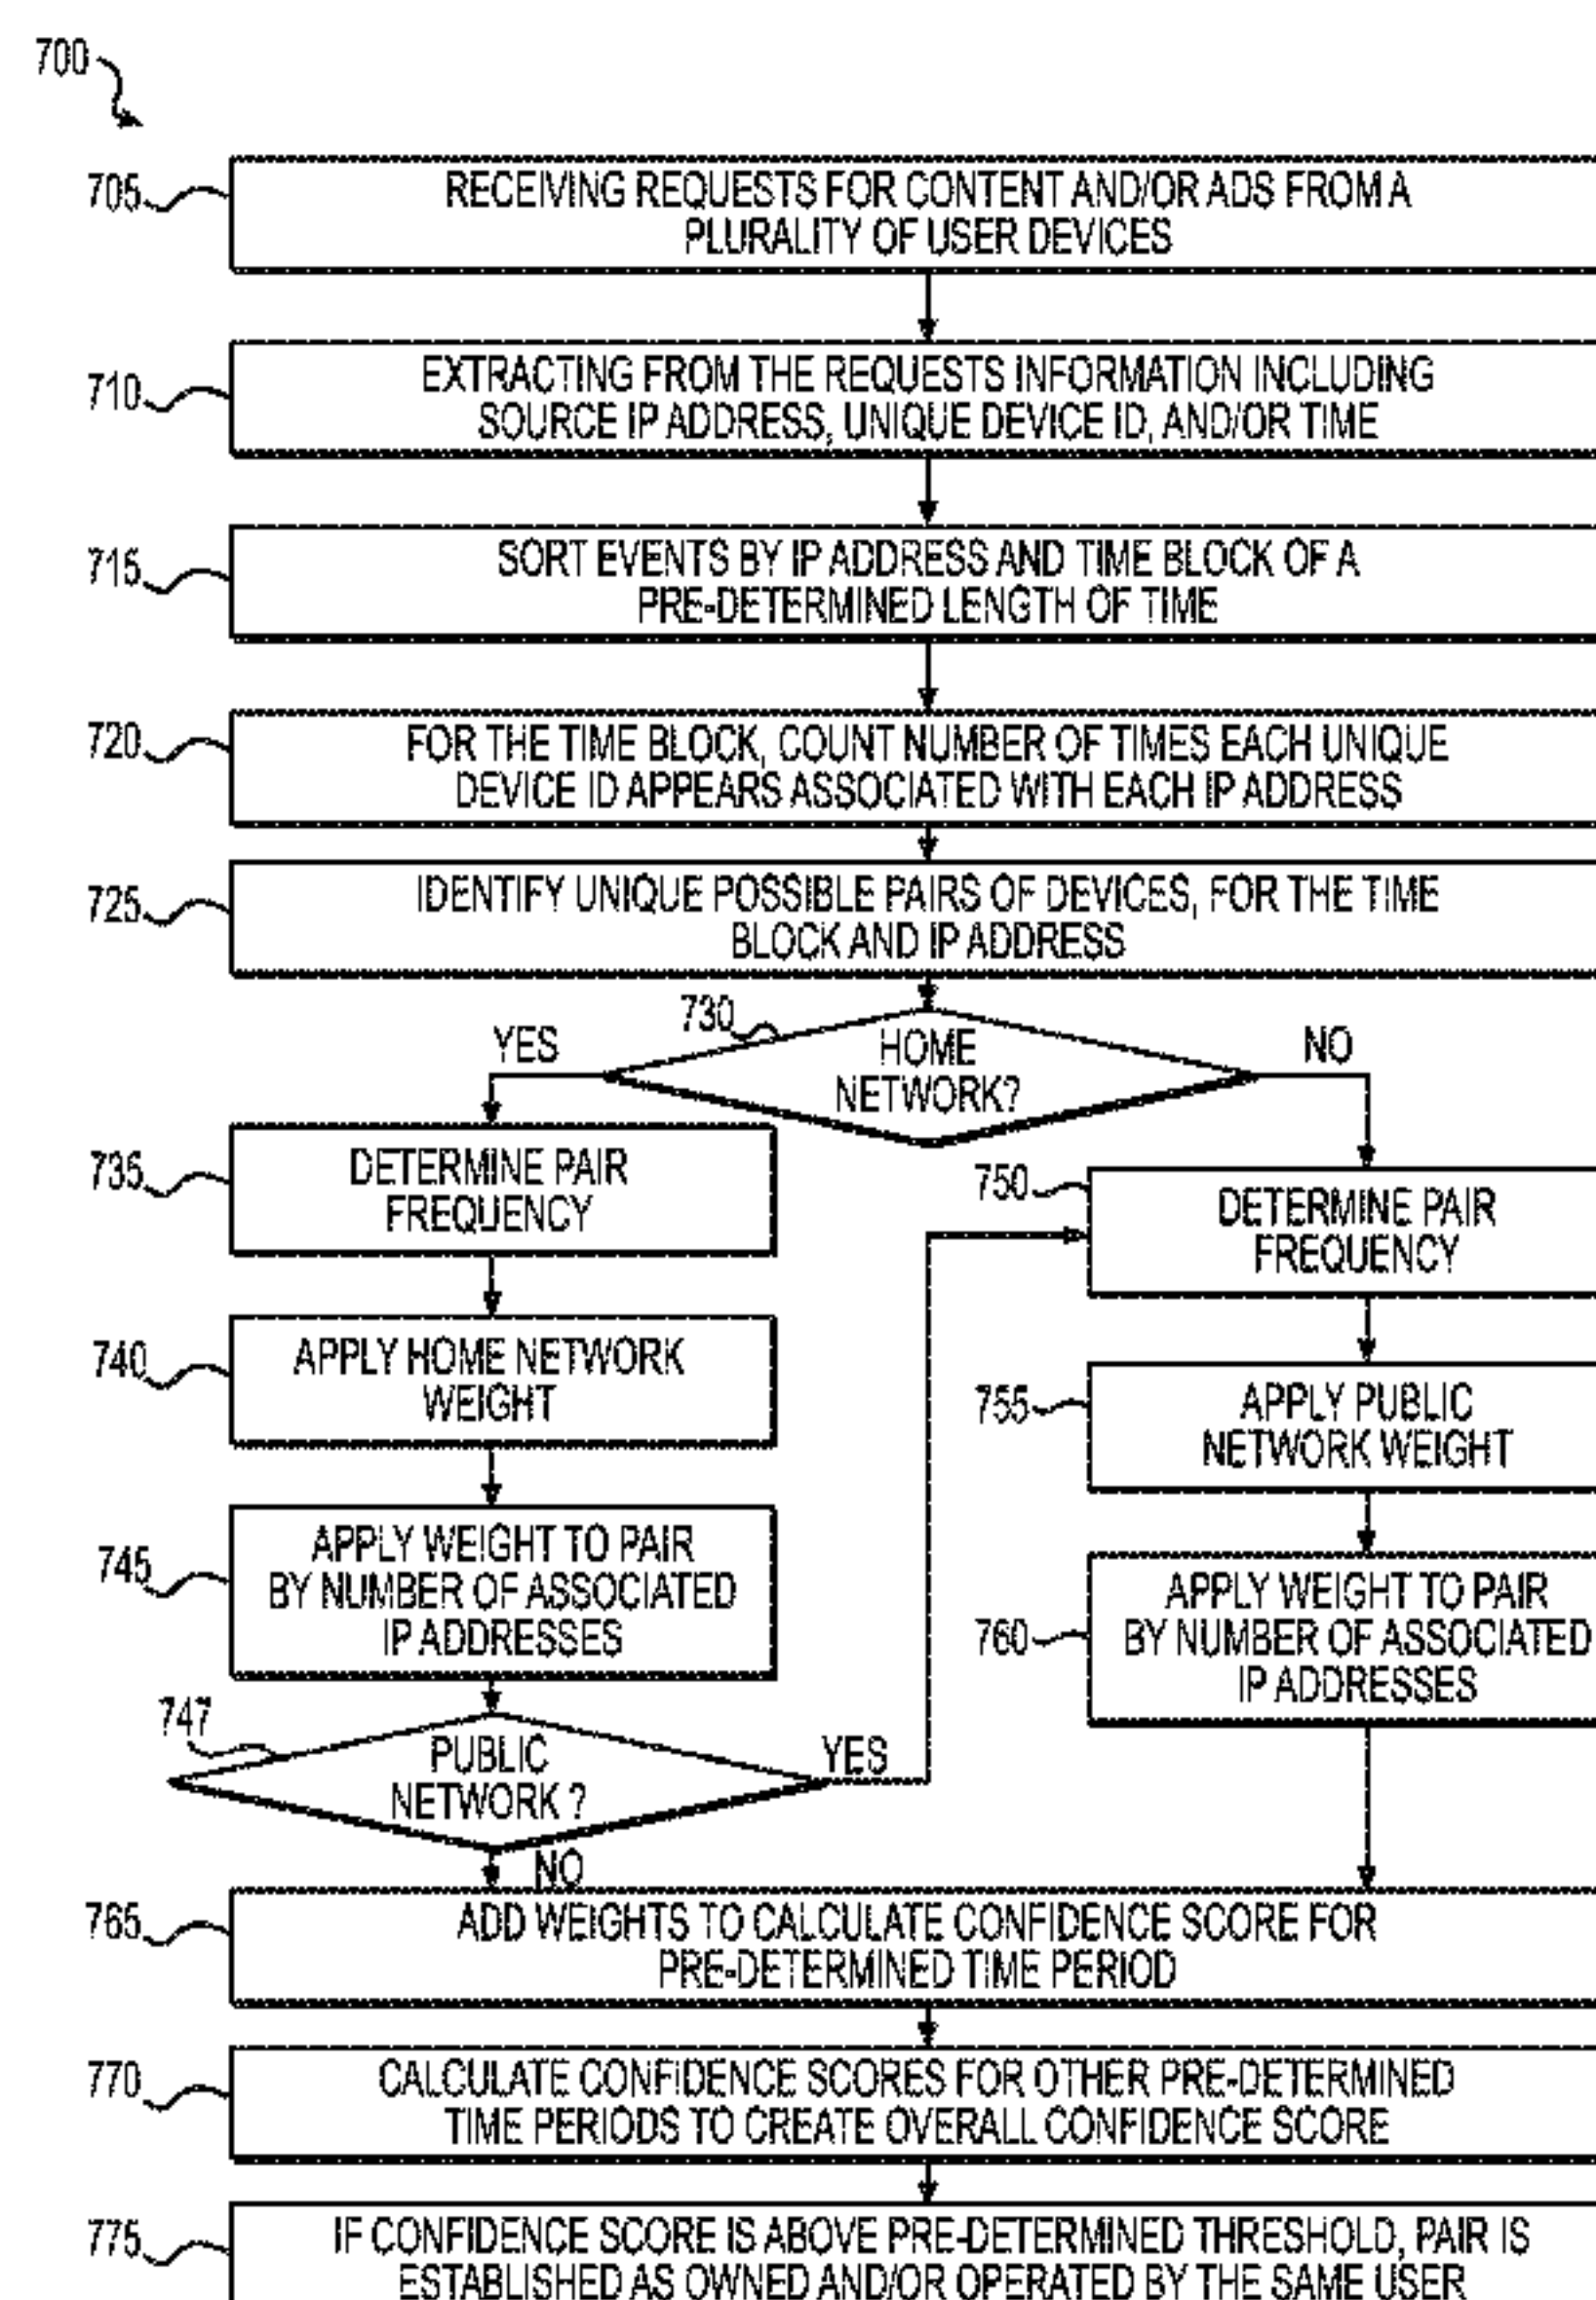 700
705
RECEIVING REQUESTS FOR CONTENT AND/OR ADS FROM A
PLURALITY OF USER DEVICES
710
EXTRACTING FROM THE REQUESTS INFORMATION INCLUDING
SOURCE IP ADDRESS, UNIQUE DEVICE ID, AND/OR TIME
715
SORT EVENTS BY IP ADDRESS AND TIME BLOCK OF A
PRE-DETERMINED LENGTH OF TIME
720
FOR THE TIME BLOCK, COUNT NUMBER OF TIMES EACH UNIQUE
DEVICE ID APPEARS ASSOCIATED WITH EACH IP ADDRESS
725
IDENTIFY UNIQUE POSSIBLE PAIRS OF DEVICES, FOR THE TIME
BLOCK AND IP ADDRESS
730
HOME
NETWORK?
YES
NO
735
DETERMINE PAIR
FREQUENCY
740
APPLY HOME NETWORK
WEIGHT
745
APPLY WEIGHT TO PAIR
BY NUMBER OF ASSOCIATED
IP ADDRESSES
747
PUBLIC
NETWORK ?
YES
NO
750
DETERMINE PAIR
FREQUENCY
755
APPLY PUBLIC
NETWORK WEIGHT
760
APPLY WEIGHT TO PAIR
BY NUMBER OF ASSOCIATED
IP ADDRESSES
765
ADD WEIGHTS TO CALCULATE CONFIDENCE SCORE FOR
PRE-DETERMINED TIME PERIOD
770
CALCULATE CONFIDENCE SCORES FOR OTHER PRE-DETERMINED
TIME PERIODS TO CREATE OVERALL CONFIDENCE SCORE
775
IF CONFIDENCE SCORE IS ABOVE PRE-DETERMINED THRESHOLD, PAIR IS
ESTABLISHED AS OWNED AND/OR OPERATED BY THE SAME USER